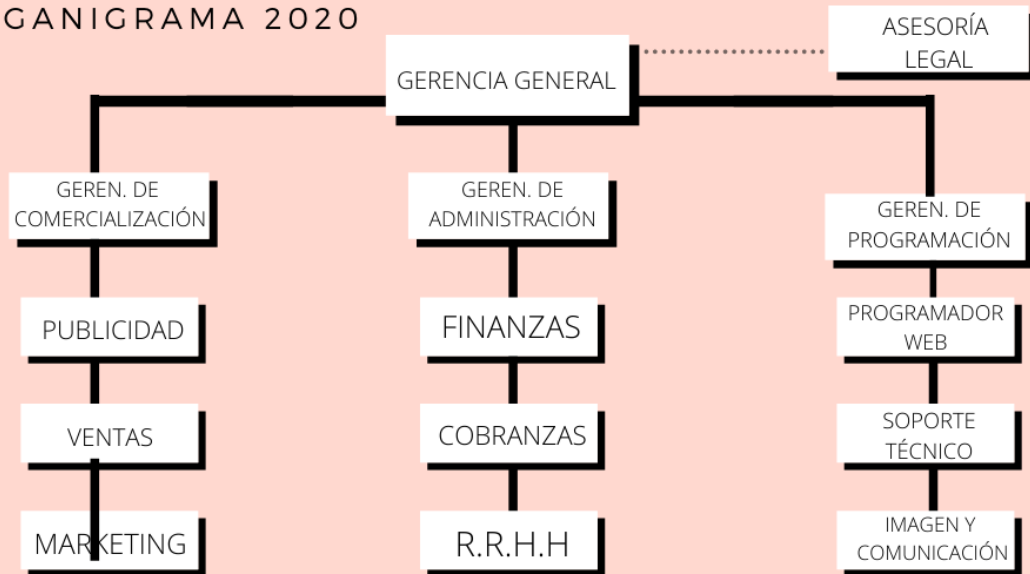 GANIGRAMA 2020
ASESORÍA
LEGAL
GERENCIA GENERAL
GEREN. DE
COMERCIALIZACIÓN
GEREN. DE
ADMINISTRACIÓN
GEREN. DE
PROGRAMACIÓN
PUBLICIDAD
FINANZAS
PROGRAMADOR
WEB
VENTAS
COBRANZAS
SOPORTE
TÉCNICO
MARKETING
R.R.H.H
IMAGEN Y
COMUNICACIÓN